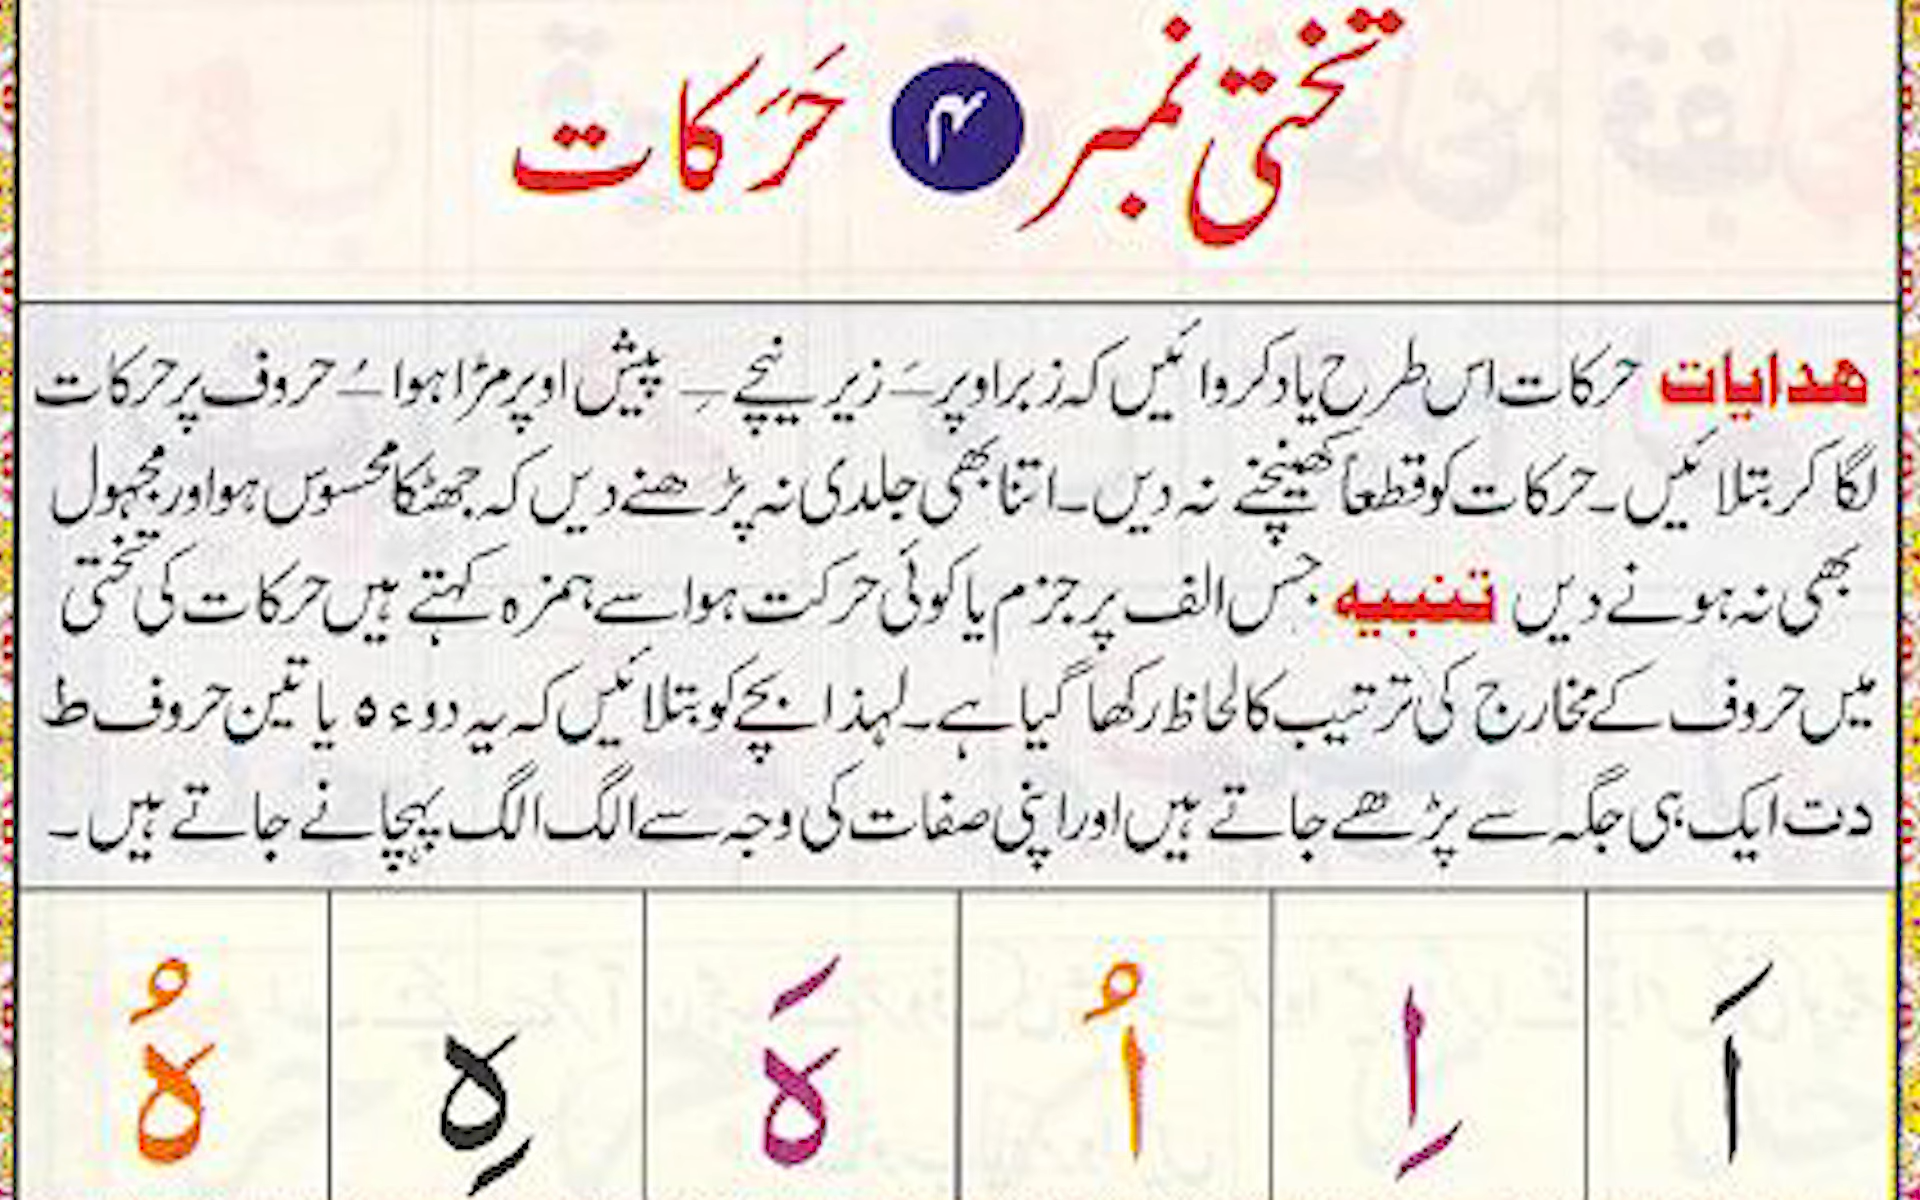 تختی نمبر ۴ حَرَکات
ھدایات حرکات اس طرح یاد کروائیں کہ زبر اوپر ـَ زیر نیچے ـِ پیش اوپر مڑا ہوا ـُ حروف پر حرکات
لگا کر بتلائیں۔ حرکات کو قطعاً کھینچنے نہ دیں۔ اتنا بھی جلدی نہ پڑھنے دیں کہ جھٹکا محسوس ہو اور مجہول
بھی نہ ہونے دیں تنبیه جس الف پر جزم یا کوئی حرکت ہو اسے ہمزہ کہتے ہیں حرکات کی تختی
میں حروف کے مخارج کی ترتیب کا لحاظ رکھا گیا ہے۔ لہذا بچے کو بتلائیں کہ یہ دو ء ہ یا تین حروف ط
د ت ایک ہی جگہ سے پڑھے جاتے ہیں اور اپنی صفات کی وجہ سے الگ الگ پہچانے جاتے ہیں۔
اَ اِ اُ ہَ ہِ ہُ